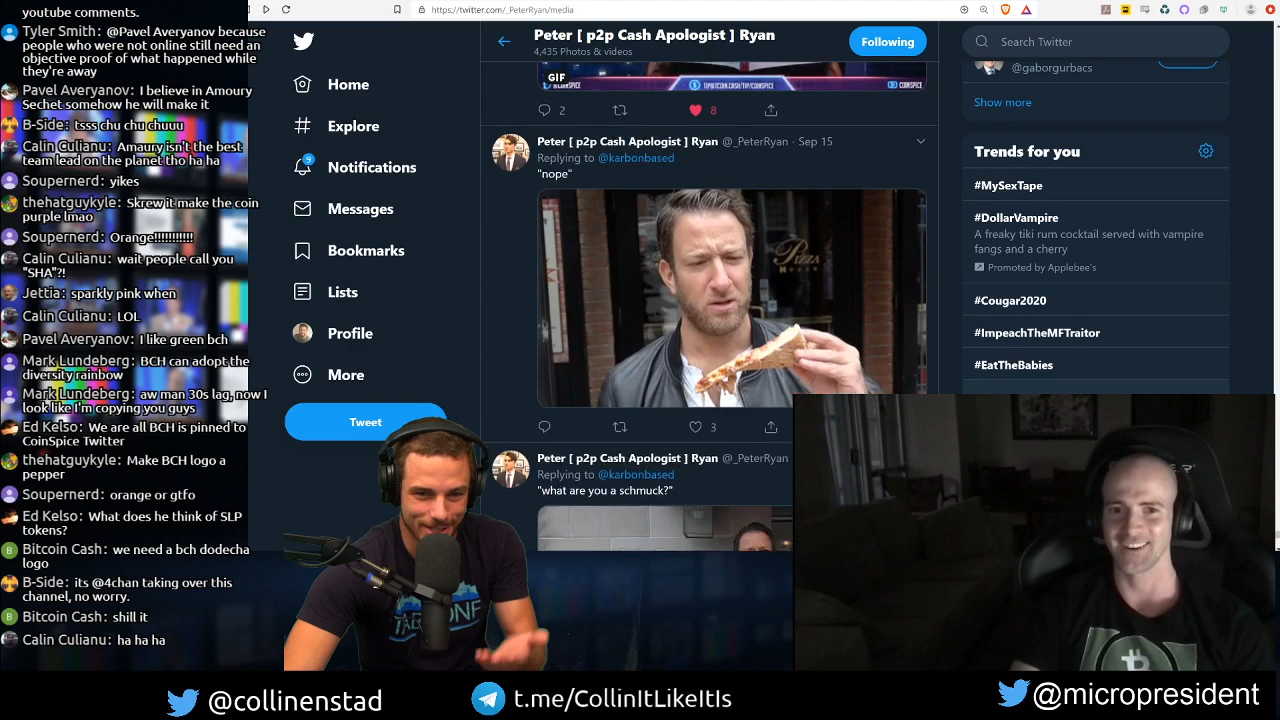 youtube comments.
Tyler Smith: @Pavel Averyanov because
people who were not online still need an
objective proof of what happened while
they're away
Pavel Averyanov: I believe in Amoury
Sechet somehow he will make it
B-Side: tsss chu chu chuuu
Calin Culianu: Amaury isn't the best
team lead on the planet tho ha ha
Soupernerd: yikes
thehatguykyle: Skrew it make the coin
purple lmao
Soupernerd: Orange!!!!!!!!!!!
Calin Culianu: wait people call you
"SHA"?!
Jettia: sparkly pink when
Calin Culianu: LOL
Pavel Averyanov: I like green bch
Mark Lundeberg: BCH can adopt the
diversity rainbow
Mark Lundeberg: aw man 30s lag, now I
look like I'm copying you guys
Ed Kelso: We are all BCH is pinned to
CoinSpice Twitter
thehatguykyle: Make BCH logo a
pepper
Soupernerd: orange or gtfo
Ed Kelso: What does he think of SLP
tokens?
Bitcoin Cash: we need a bch dodecha
logo
B-Side: its @4chan taking over this
channel, no worry.
Bitcoin Cash: shill it
Calin Culianu: ha ha ha
https://twitter.com/_PeterRyan/media
Home
Explore
9
Notifications
Messages
Bookmarks
Lists
Profile
More
Tweet
Peter [ p2p Cash Apologist ] Ryan
4,435 Photos & videos
Following
GIF
COINSPICE
2
8
Peter [ p2p Cash Apologist ] Ryan @_PeterRyan · Sep 15
Replying to @karbonbased
"nope"
PIZZA
HOUSE
3
Peter [ p2p Cash Apologist ] Ryan @_PeterRyan
Replying to @karbonbased
"what are you a schmuck?"
Search Twitter
@gaborgurbacs
Show more
Trends for you
#MySexTape
#DollarVampire
A freaky tiki rum cocktail served with vampire
fangs and a cherry
Promoted by Applebee's
#Cougar2020
#ImpeachTheMFTraitor
#EatTheBabies
@collinenstad
t.me/CollinItLikeItIs
@micropresident